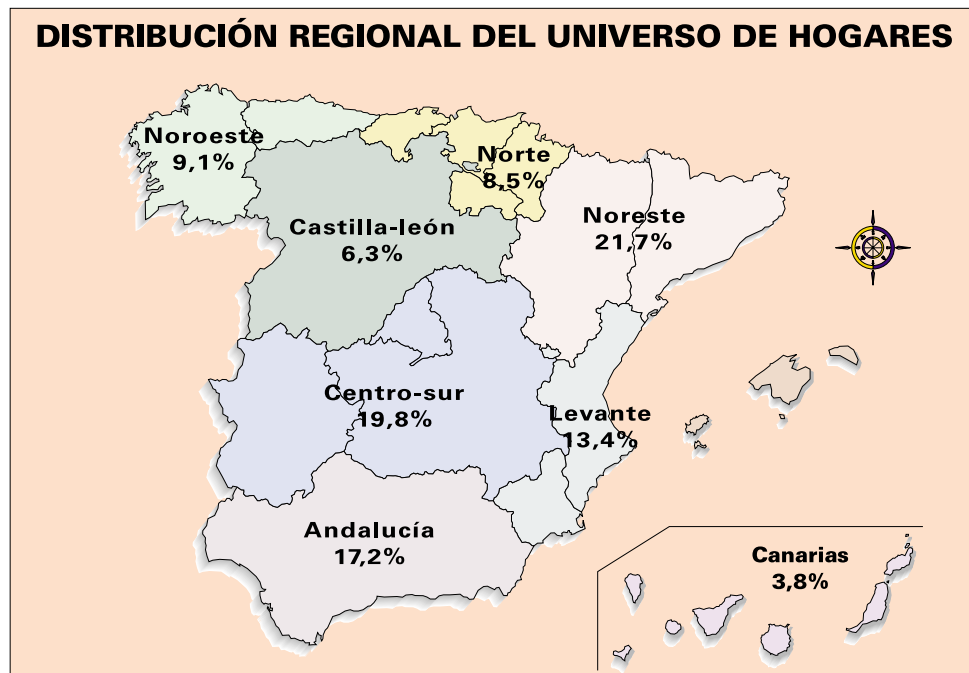 DISTRIBUCIÓN REGIONAL DEL UNIVERSO DE HOGARES
Noroeste
9,1%
Norte
8,5%
Noreste
21,7%
Castilla-león
6,3%
Centro-sur
19,8%
Levante
13,4%
Andalucía
17,2%
Canarias
3,8%